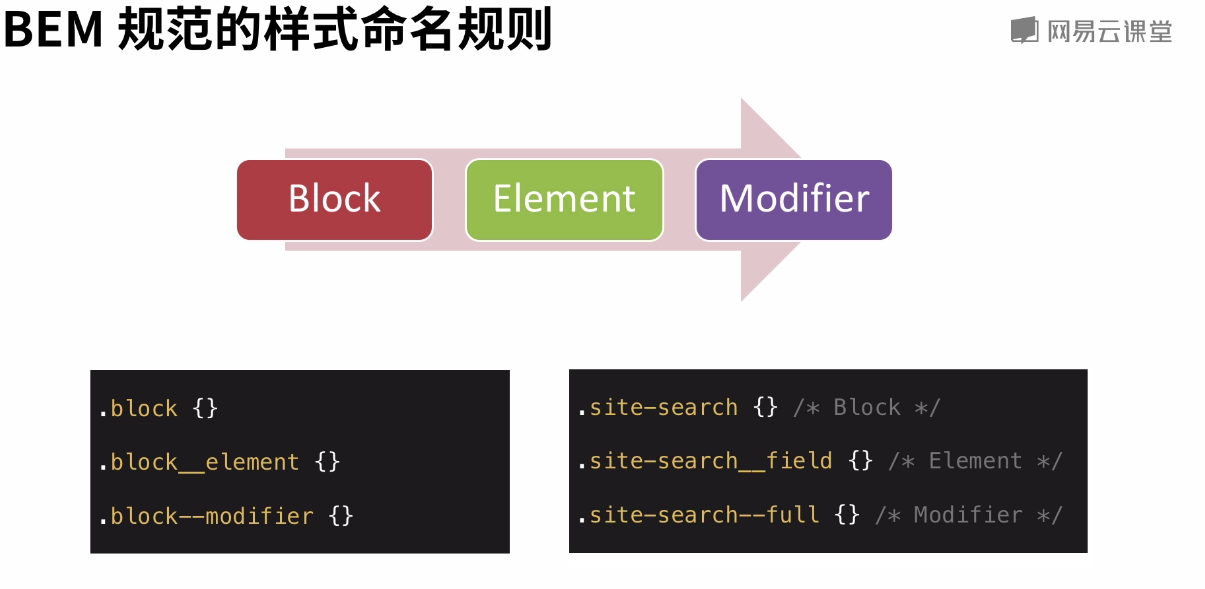 BEM 规范的样式命名规则
网易云课堂
Block
Element
Modifier
.block {}
.block__element {}
.block--modifier {}
.site-search {} /* Block */
.site-search__field {} /* Element */
.site-search--full {} /* Modifier */